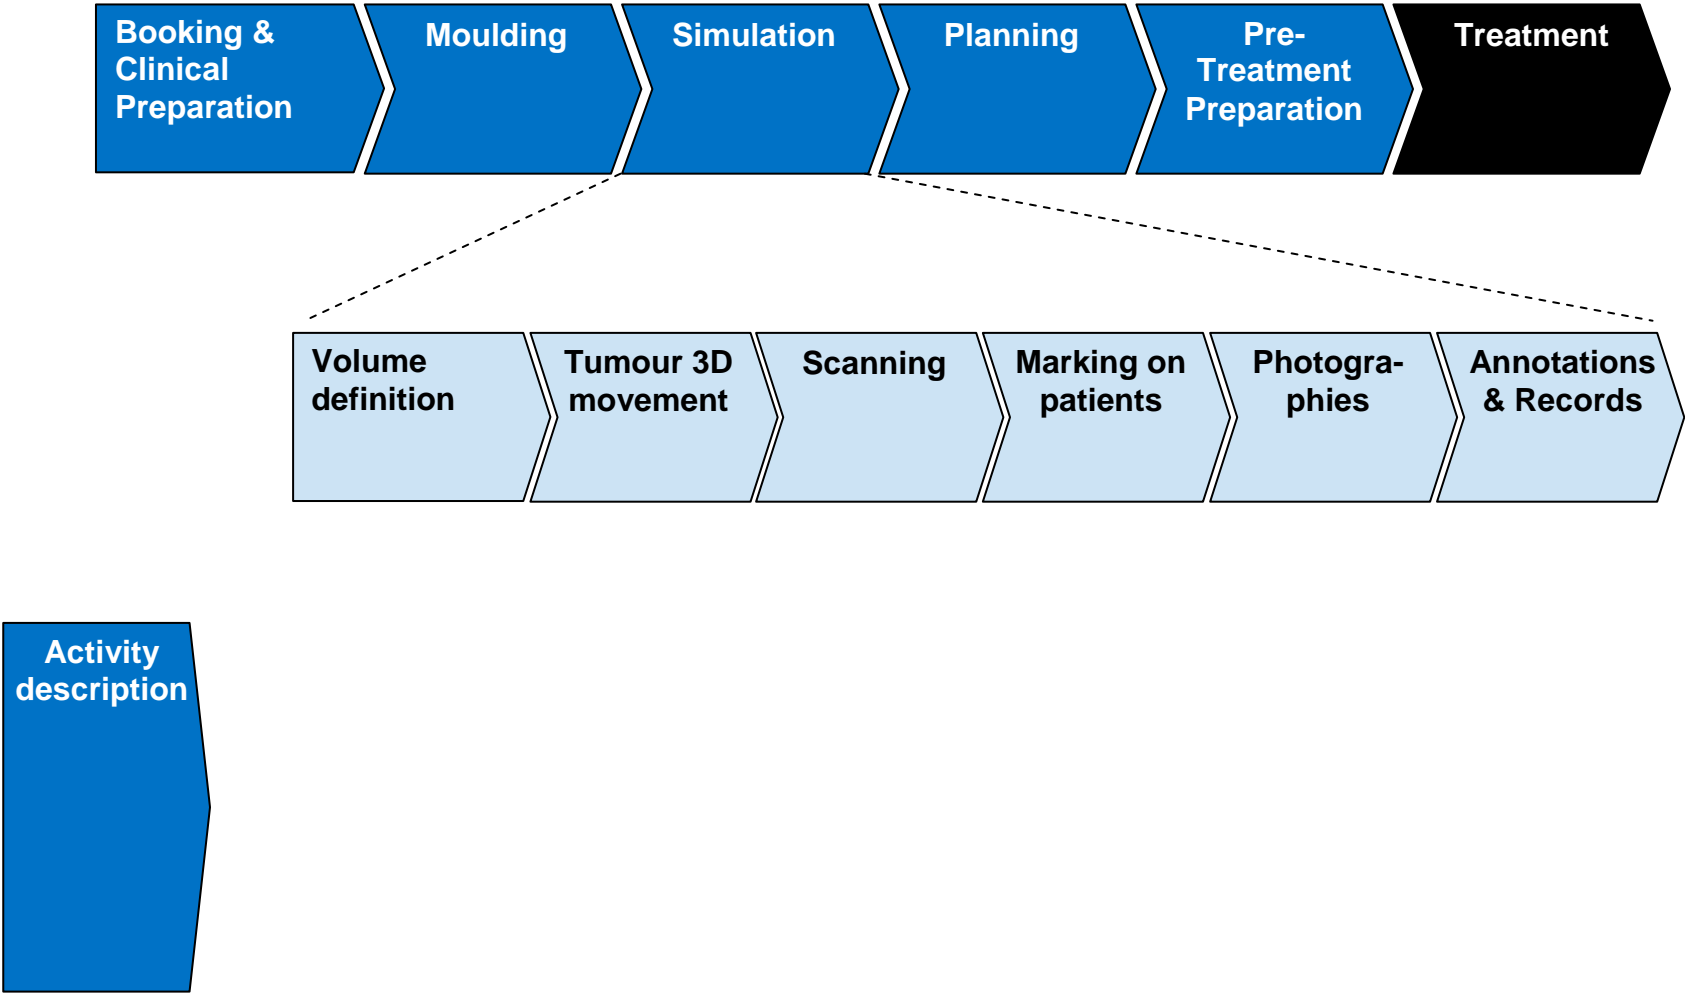 Booking &
Clinical
Preparation
Moulding
Simulation
Planning
Pre-
Treatment
Preparation
Treatment
Volume
definition
Tumour 3D
movement
Scanning
Marking on
patients
Photogra-
phies
Annotations
& Records
Activity
description